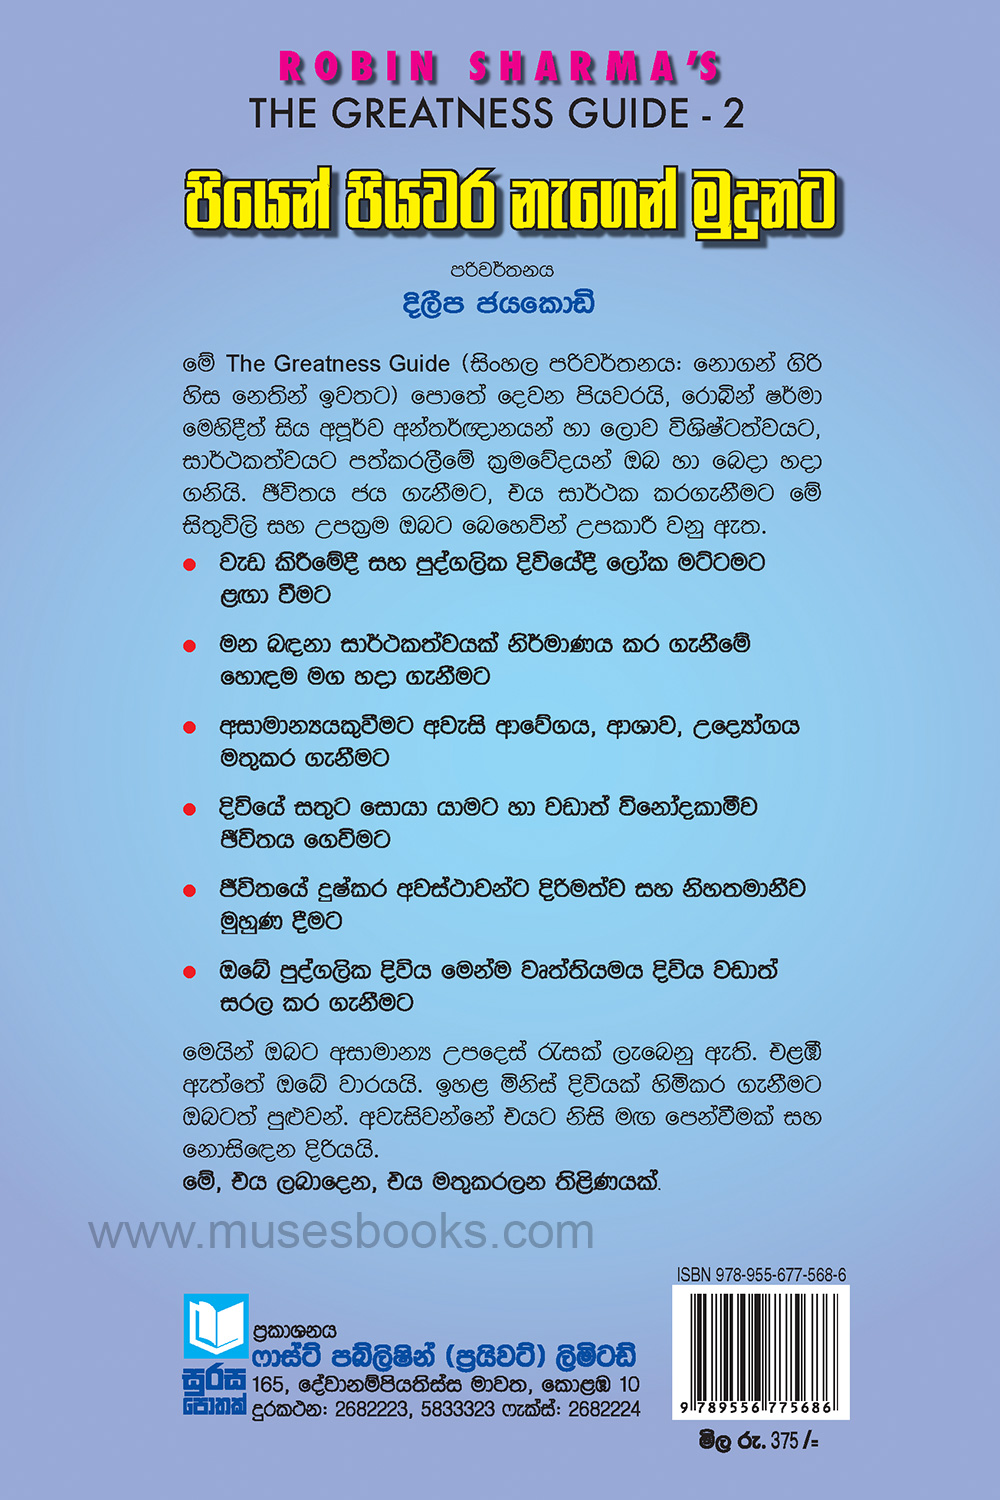 ROBIN SHARMA'S
THE GREATNESS GUIDE - 2
පියෙන් පියවර නැගෙන් මුදුනට
පරිවර්තනය
දිලීප ජයකොඩි
මේ The Greatness Guide (සිංහල පරිවර්තනය: නොගන් ගිරි
හිස නෙතින් ඉවතට) පොතේ දෙවන පියවරයි, රොබින් ෂර්මා
මෙහිදීත් සිය අපූර්ව අන්තර්ඥානයන් හා ලොව විශිෂ්ටත්වයට,
සාර්ථකත්වයට පත්කරලීමේ ක්‍රමවේදයන් ඔබ හා බෙදා හදා
ගනියි. ජීවිතය ජය ගැනීමට, එය සාර්ථක කරගැනීමට මේ
සිතුවිලි සහ උපක්‍රම ඔබට බෙහෙවින් උපකාරී වනු ඇත.
• වැඩ කිරීමේදී සහ පුද්ගලික දිවියේදී ලෝක මට්ටමට
ළඟා වීමට
• මන බඳනා සාර්ථකත්වයක් නිර්මාණය කර ගැනීමේ
හොඳම මග හදා ගැනීමට
• අසාමාන්‍යයකුවීමට අවැසි ආවේගය, ආශාව, උද්‍යෝගය
මතුකර ගැනීමට
• දිවියේ සතුට සොයා යාමට හා වඩාත් විනෝදකාමීව
ජීවිතය ගෙවීමට
• ජීවිතයේ දුෂ්කර අවස්ථාවන්ට දිරිමත්ව සහ නිහතමානීව
මුහුණ දීමට
• ඔබේ පුද්ගලික දිවිය මෙන්ම වෘත්තියමය දිවිය වඩාත්
සරල කර ගැනීමට
මෙයින් ඔබට අසාමාන්‍ය උපදෙස් රැසක් ලැබෙනු ඇති. එළඹී
ඇත්තේ ඔබේ වාරයයි. ඉහළ මිනිස් දිවියක් හිමිකර ගැනීමට
ඔබටත් පුළුවන්. අවැසිවන්නේ එයට නිසි මඟ පෙන්වීමක් සහ
නොසිඳෙන දිරියයි.
මේ, එය ලබාදෙන, එය මතුකරලන තිළිණයක්.
www.musesbooks.com
ISBN 978-955-677-568-6
ප්‍රකාශනය
ෆාස්ට් පබ්ලිෂින් (ප්‍රයිවට්) ලිමිටඩ්
සුරස
පොතක්
165, දේවානම්පියතිස්ස මාවත, කොළඹ 10
දුරකථන: 2682223, 5833323 ෆැක්ස්: 2682224
9 789556 775686
මිල රු. 375 /=